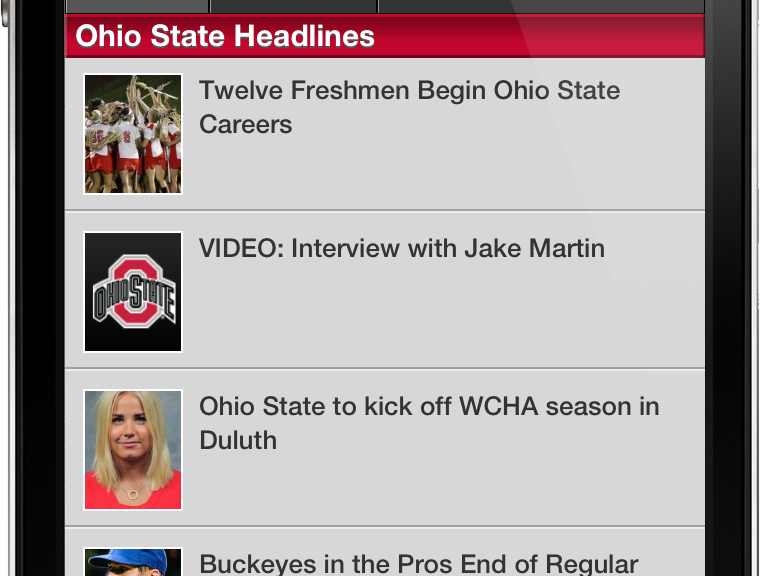 Ohio State Headlines
Twelve Freshmen Begin Ohio State
Careers
VIDEO: Interview with Jake Martin
OHIO STATE
Ohio State to kick off WCHA season in
Duluth
Buckeyes in the Pros End of Regular